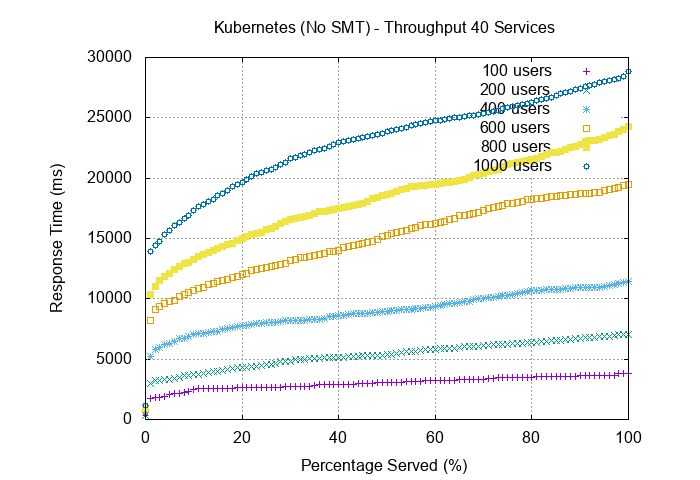 Kubernetes (No SMT) - Throughput 40 Services
30000
25000
20000
15000
10000
5000
0
Response Time (ms)
100 users
200 users
400 users
600 users
800 users
1000 users
0 20 40 60 80 100
Percentage Served (%)